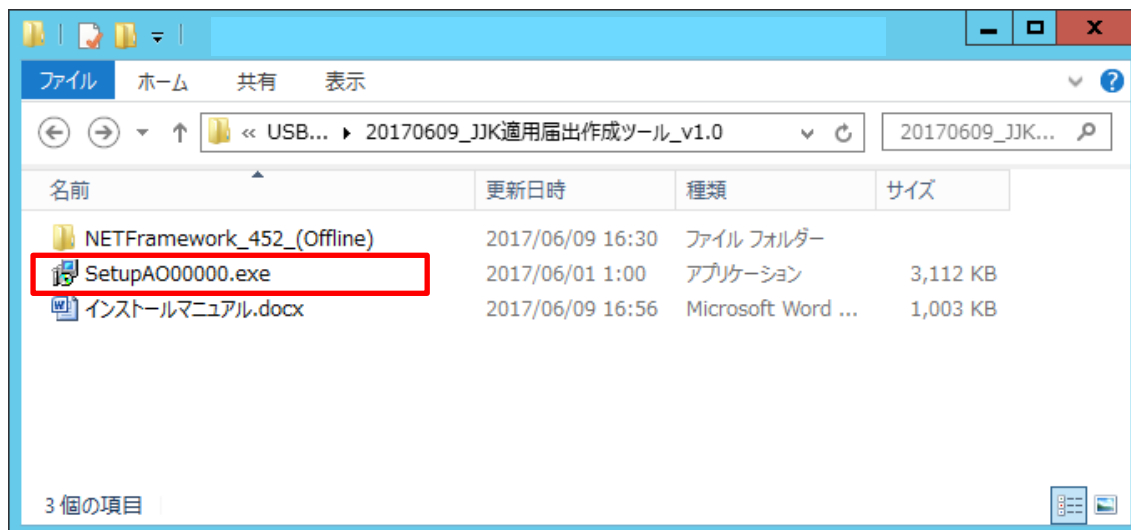 ファイル ホーム 共有 表示
« USB... 20170609_JJK適用届出作成ツール_v1.0 20170609_JJK...
名前 更新日時 種類 サイズ
NETFramework_452_(Offline) 2017/06/09 16:30 ファイル フォルダー
SetupAO00000.exe 2017/06/01 1:00 アプリケーション 3,112 KB
インストールマニュアル.docx 2017/06/09 16:56 Microsoft Word ... 1,003 KB
3 個の項目